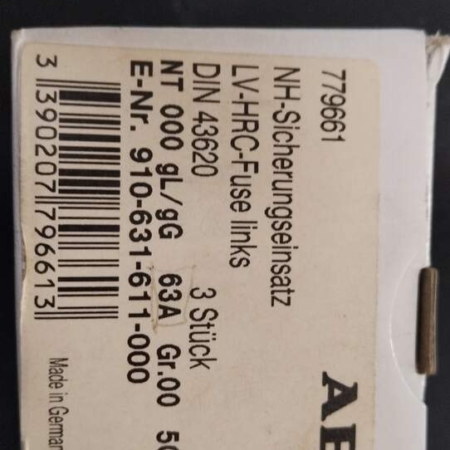 779661
NH-Sicherungseinsatz
LV-HRC-Fuse links
DIN 43620 3 Stück
NT 000 gL/gG 63A Gr.00
E-Nr. 910-631-611-000
3 390207 796613
Made in German